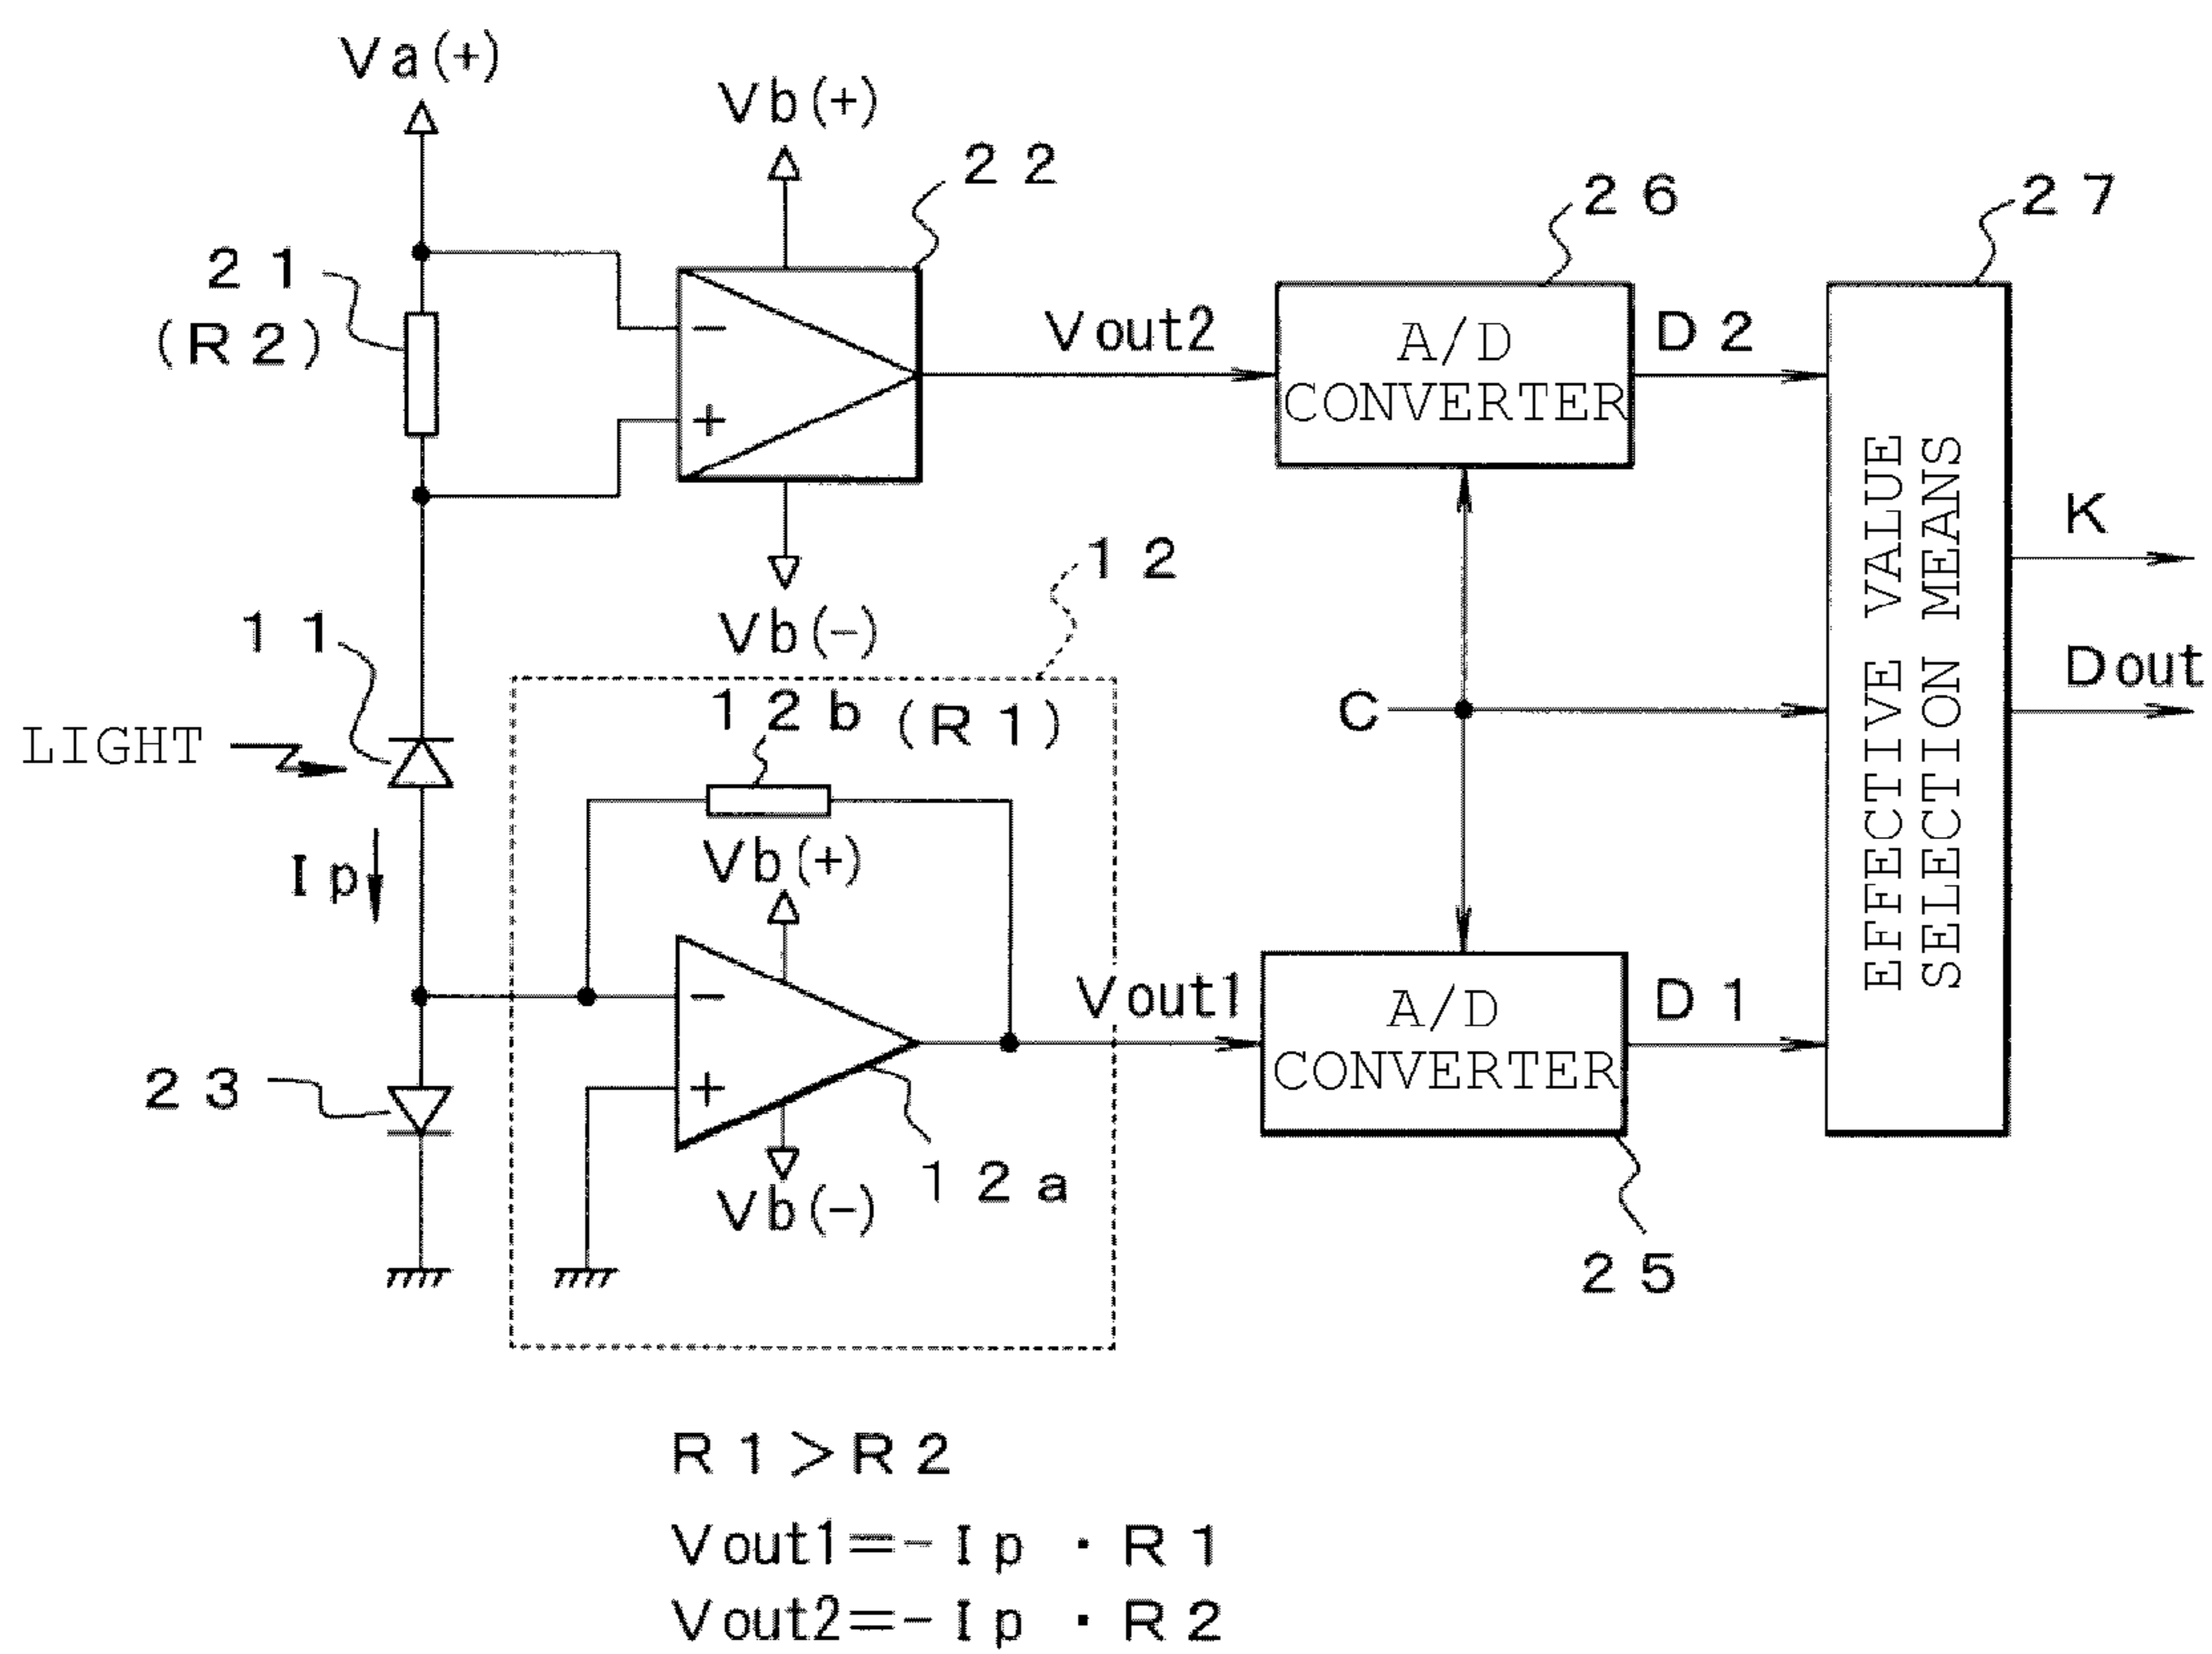 Va(+)
Vb(+)
22
26
27
21
(R2)
−
+
Vout2
A/D
CONVERTER
D2
Vb(−)
12
11
LIGHT
Ip
12b (R1)
Vb(+)
−
+
Vb(−)
12a
Vout1
C
A/D
CONVERTER
D1
25
23
EFFECTIVE VALUE
SELECTION MEANS
K
Dout
R1>R2
Vout1=-Ip · R1
Vout2=-Ip · R2